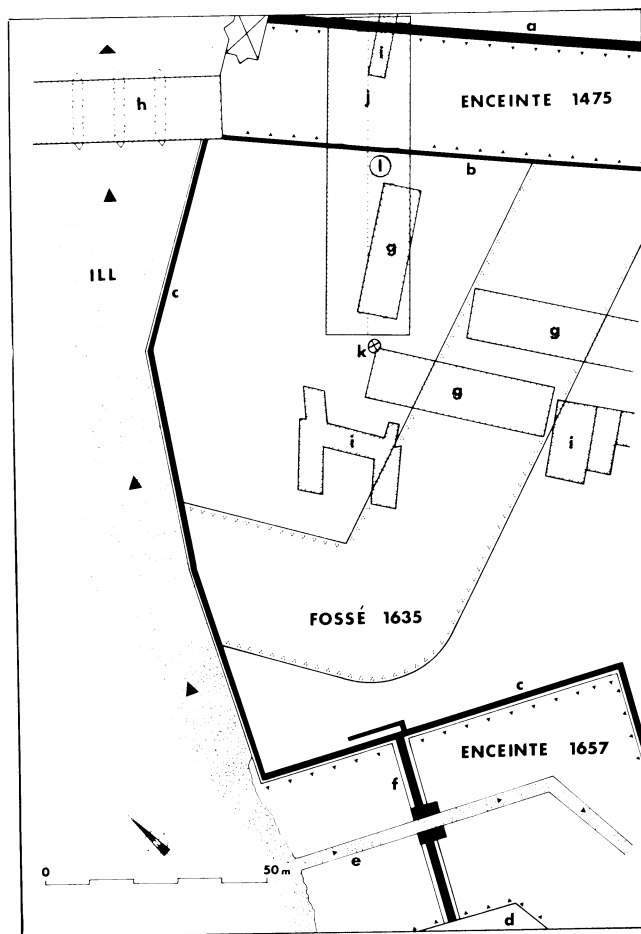 a
i
j
h
ENCEINTE 1475
b
l
g
ILL
c
g
k
g
i
i
FOSSÉ 1635
c
ENCEINTE 1657
f
e
0
50 m
d